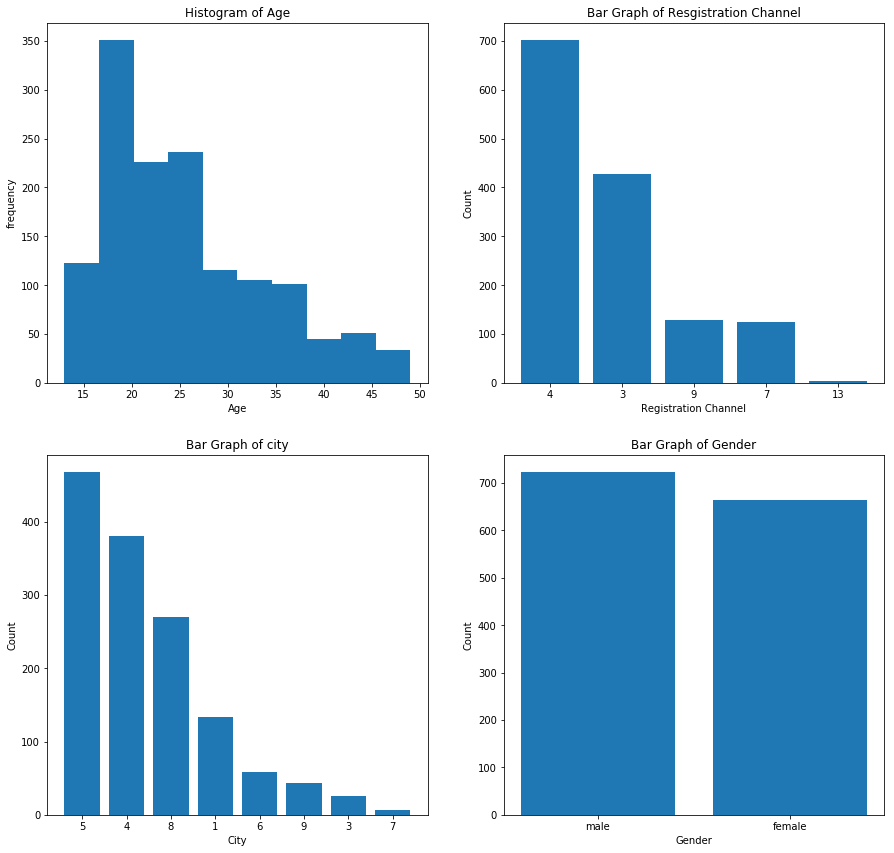 Histogram of Age
350
300
250
200
150
100
50
0
frequency
15 20 25 30 35 40 45 50
Age
Bar Graph of Resgistration Channel
700
600
500
400
300
200
100
0
Count
4 3 9 7 13
Registration Channel
Bar Graph of city
400
300
200
100
0
Count
5 4 8 1 6 9 3 7
City
Bar Graph of Gender
700
600
500
400
300
200
100
0
Count
male female
Gender